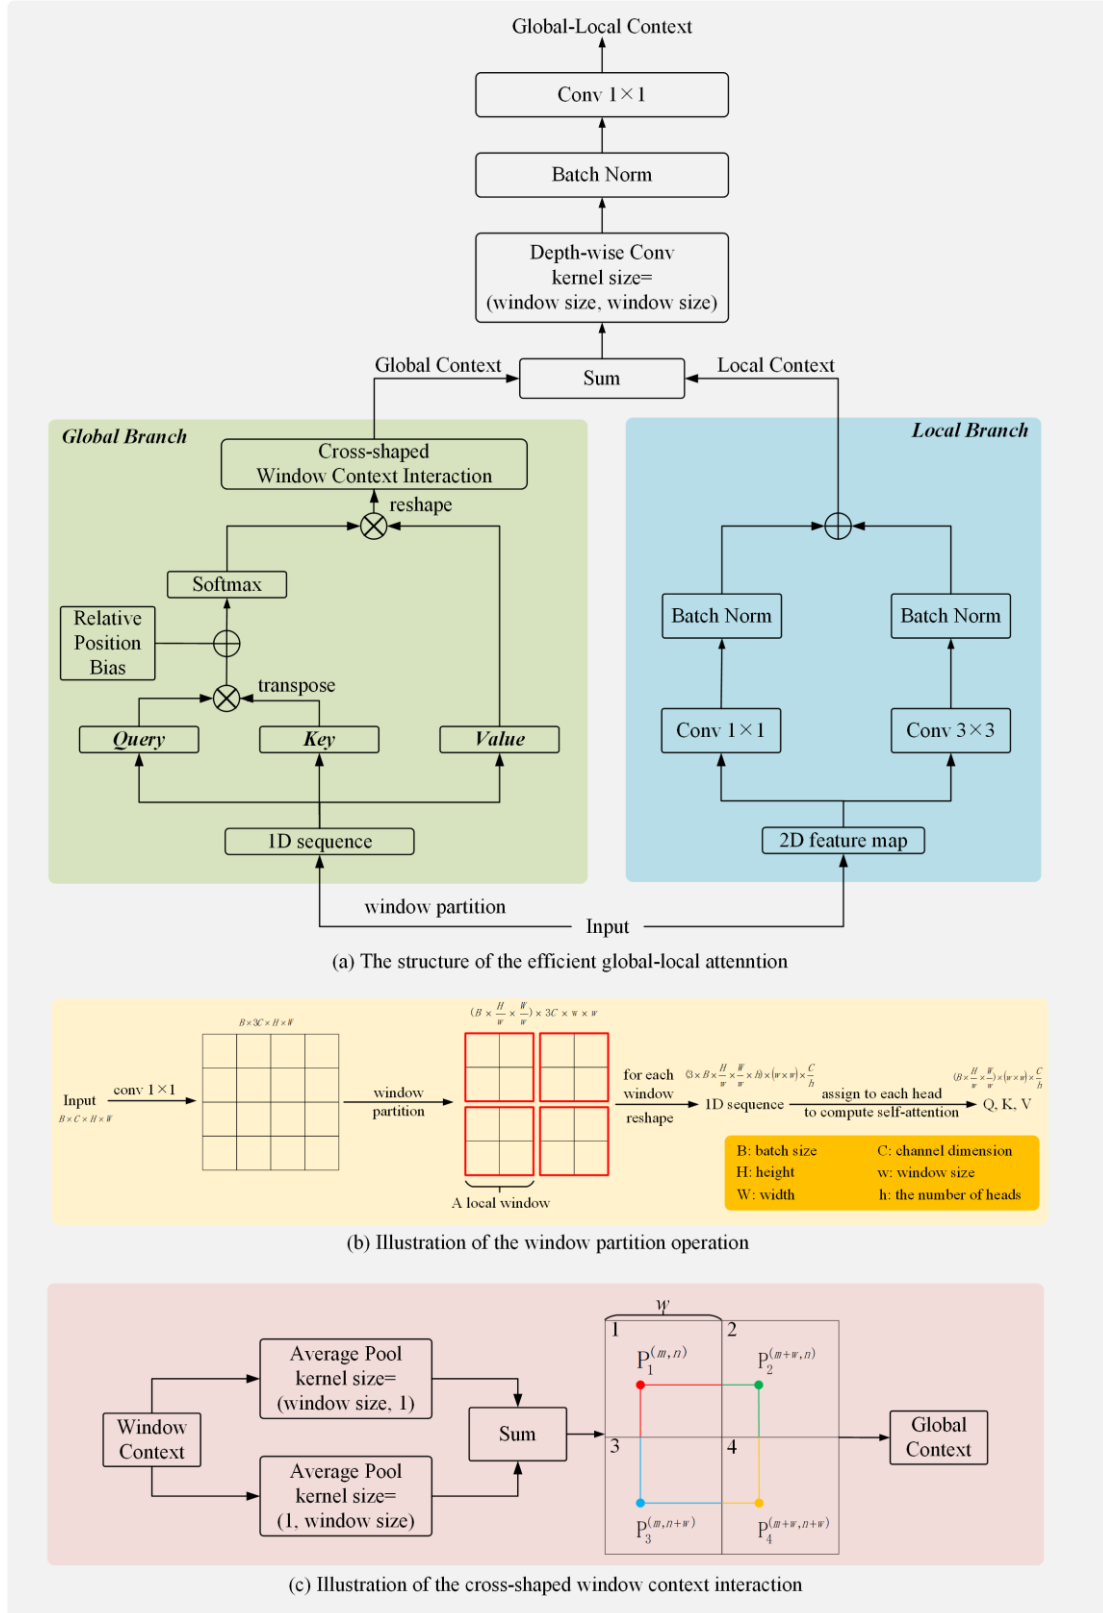 Global-Local Context
Conv 1×1
Batch Norm
Depth-wise Conv
kernel size=
(window size, window size)
Global Context
Sum
Local Context
Global Branch
Cross-shaped
Window Context Interaction
reshape
Softmax
Relative
Position
Bias
transpose
Query
Key
Value
1D sequence
Local Branch
Batch Norm
Batch Norm
Conv 1×1
Conv 3×3
2D feature map
window partition
Input
(a) The structure of the efficient global-local attenntion
B×3C×H×W
(B × H/w × W/w) × 3C × w × w
Input
B×C×H×W
conv 1×1
window
partition
A local window
for each
window
reshape
(3×B×H/w×W/w×h)×(w×w)×C/h
1D sequence
assign to each head
to compute self-attention
(B×H/w×W/w)×(w×w)×C/h
Q, K, V
B: batch size
C: channel dimension
H: height
w: window size
W: width
h: the number of heads
(b) Illustration of the window partition operation
Window
Context
Average Pool
kernel size=
(window size, 1)
Average Pool
kernel size=
(1, window size)
Sum
w
1
2
P₁^(m,n)
P₂^(m+w,n)
3
4
P₃^(m,n+w)
P₄^(m+w,n+w)
Global
Context
(c) Illustration of the cross-shaped window context interaction